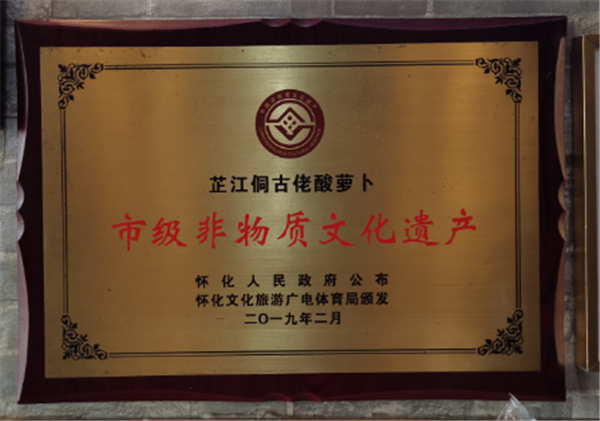 芷江侗古佬酸萝卜
市级非物质文化遗产
怀化人民政府公布
怀化文化旅游广电体育局颁发
二〇一九年二月